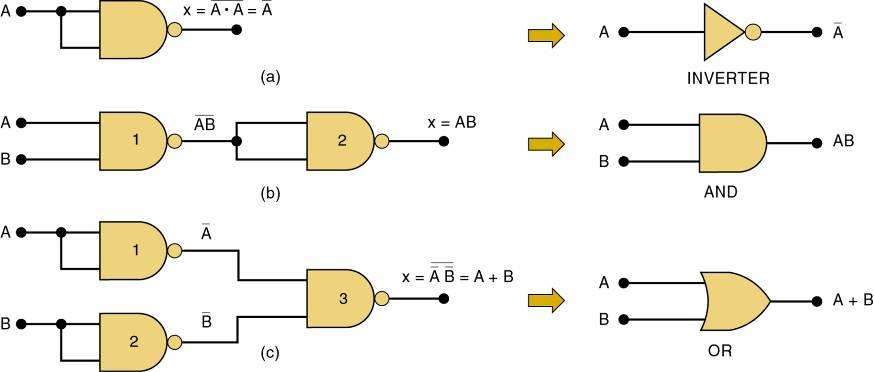 A x = A̅ ̅·̅ ̅A̅ = A̅
A A̅
(a) INVERTER
A 1 A̅B̅ 2 x = AB A AB
B B
(b) AND
A 1 A̅
x = A̿ ̅B̿ = A + B A A + B
3
B 2 B̅ B
(c) OR